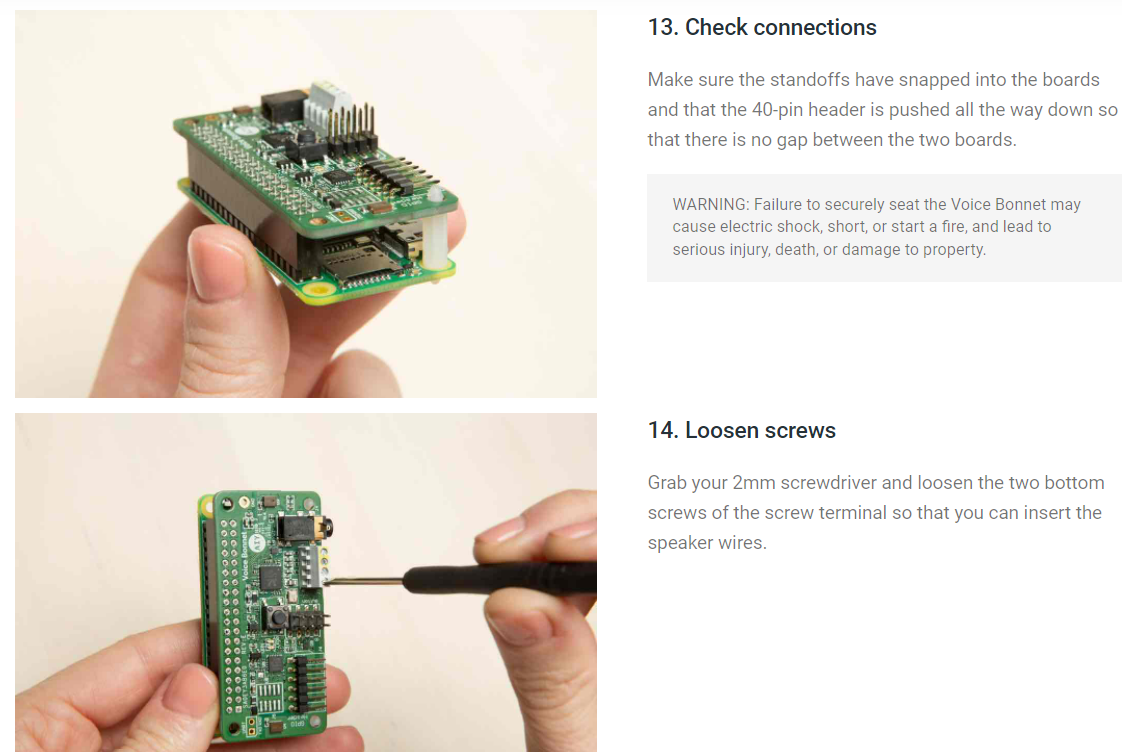 13. Check connections
Make sure the standoffs have snapped into the boards
and that the 40-pin header is pushed all the way down so
that there is no gap between the two boards.
WARNING: Failure to securely seat the Voice Bonnet may
cause electric shock, short, or start a fire, and lead to
serious injury, death, or damage to property.
14. Loosen screws
Grab your 2mm screwdriver and loosen the two bottom
screws of the screw terminal so that you can insert the
speaker wires.
Voice Bonnet
AIY